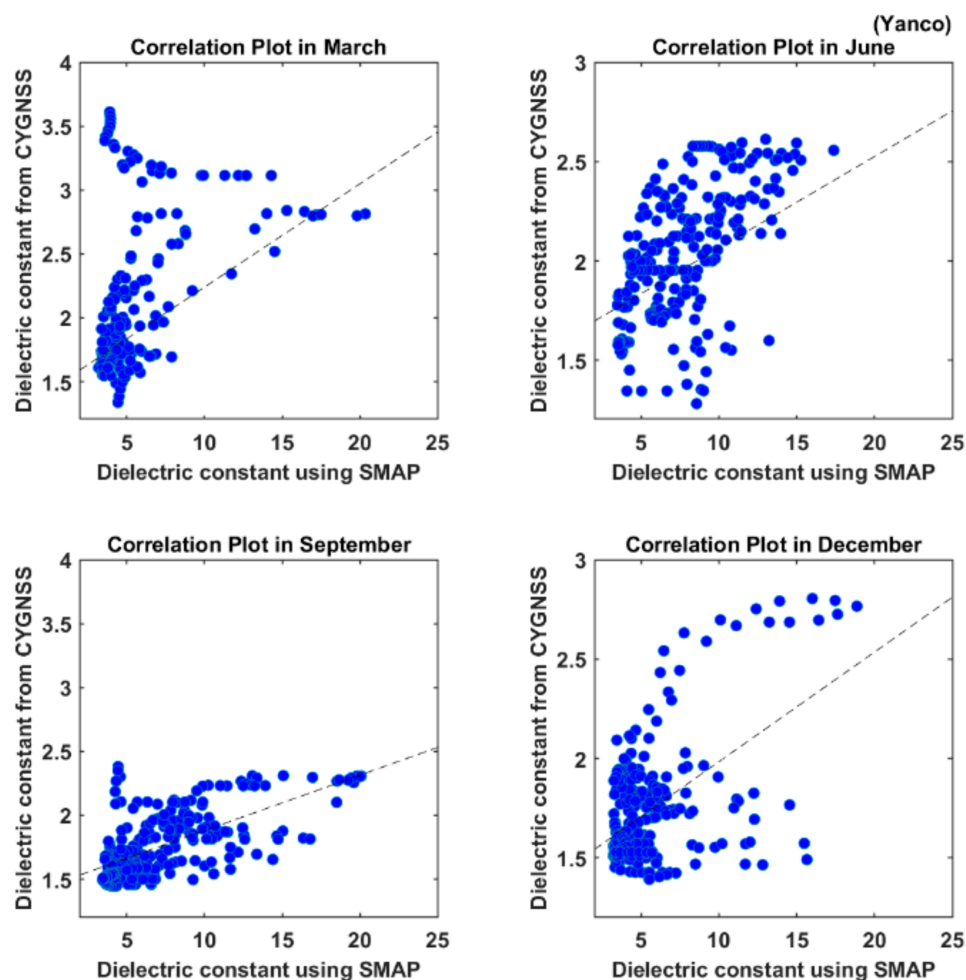 (Yanco)
Correlation Plot in March
Correlation Plot in June
Dielectric constant from CYGNSS
4
3.5
3
2.5
2
1.5
5 10 15 20 25
Dielectric constant using SMAP
Dielectric constant from CYGNSS
3
2.5
2
1.5
5 10 15 20 25
Dielectric constant using SMAP
Correlation Plot in September
Correlation Plot in December
Dielectric constant from CYGNSS
4
3.5
3
2.5
2
1.5
5 10 15 20 25
Dielectric constant using SMAP
Dielectric constant from CYGNSS
3
2.5
2
1.5
5 10 15 20 25
Dielectric constant using SMAP